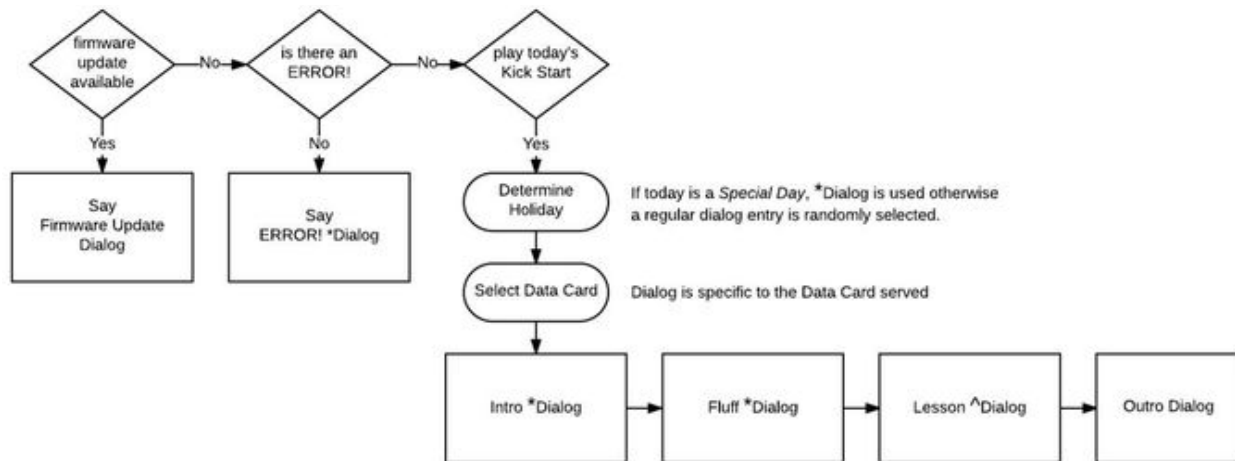 firmware
update
available
No
is there an
ERROR!
No
play today's
Kick Start
Yes
No
Yes
Say
Firmware Update
Dialog
Say
ERROR! *Dialog
Determine
Holiday
If today is a Special Day, *Dialog is used otherwise
a regular dialog entry is randomly selected.
Select Data Card
Dialog is specific to the Data Card served
Intro *Dialog
Fluff *Dialog
Lesson ^Dialog
Outro Dialog